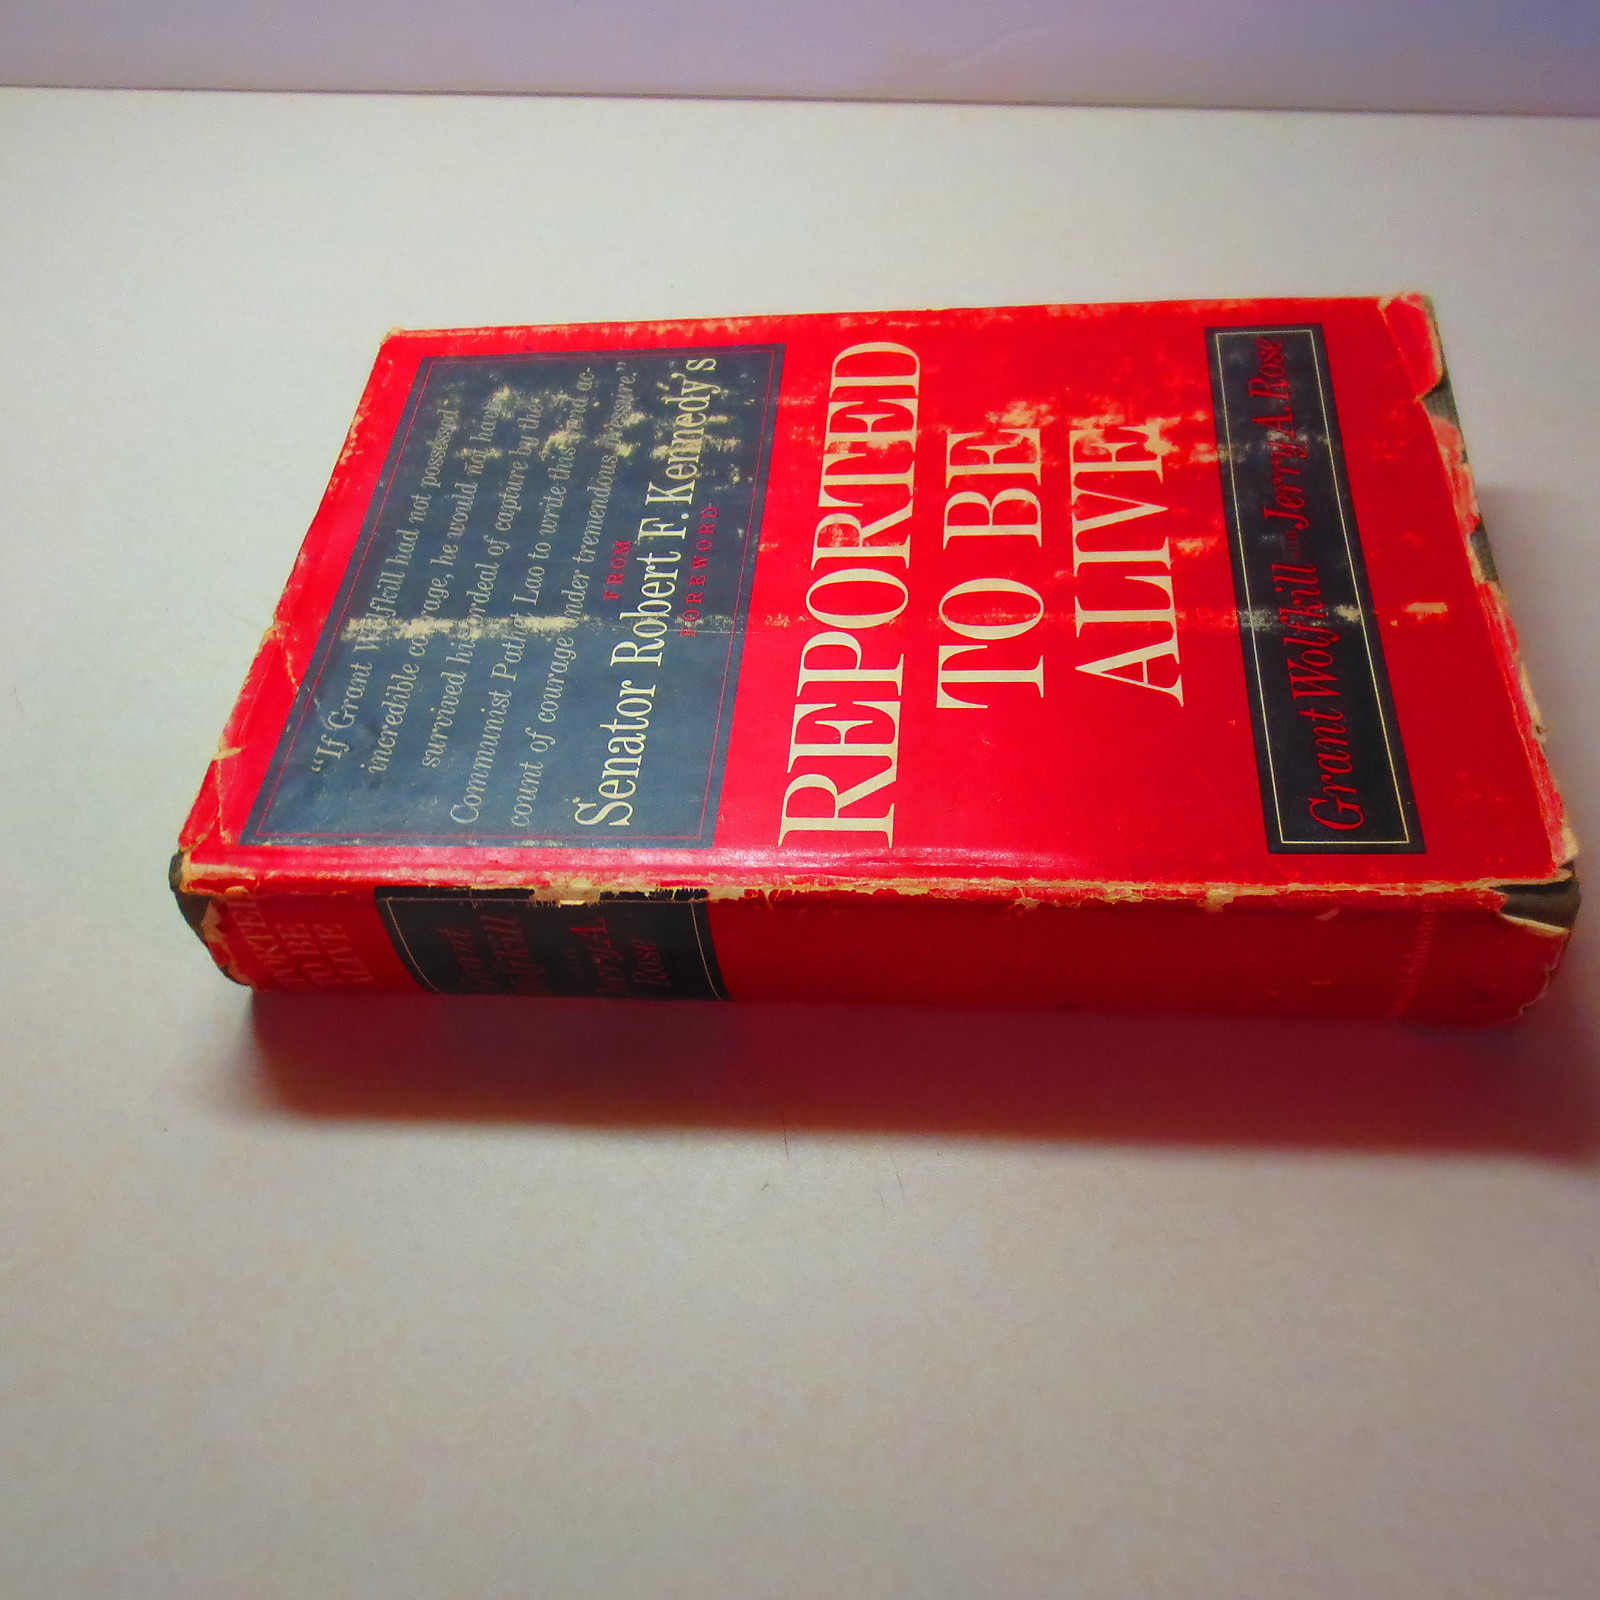 “If Grant Wolfkill had not possessed
incredible courage, he would not have
survived his ordeal of capture by the
Communist Pathet Lao to write this vivid ac-
count of courage under tremendous pressure.”
FROM
Senator Robert F. Kennedy's
FOREWORD
REPORTED
TO BE
ALIVE
Grant Wolfkill Jerry A. Rose
TO BE
ALIVE
Grant
Wolfkill
Jerry A.
Rose